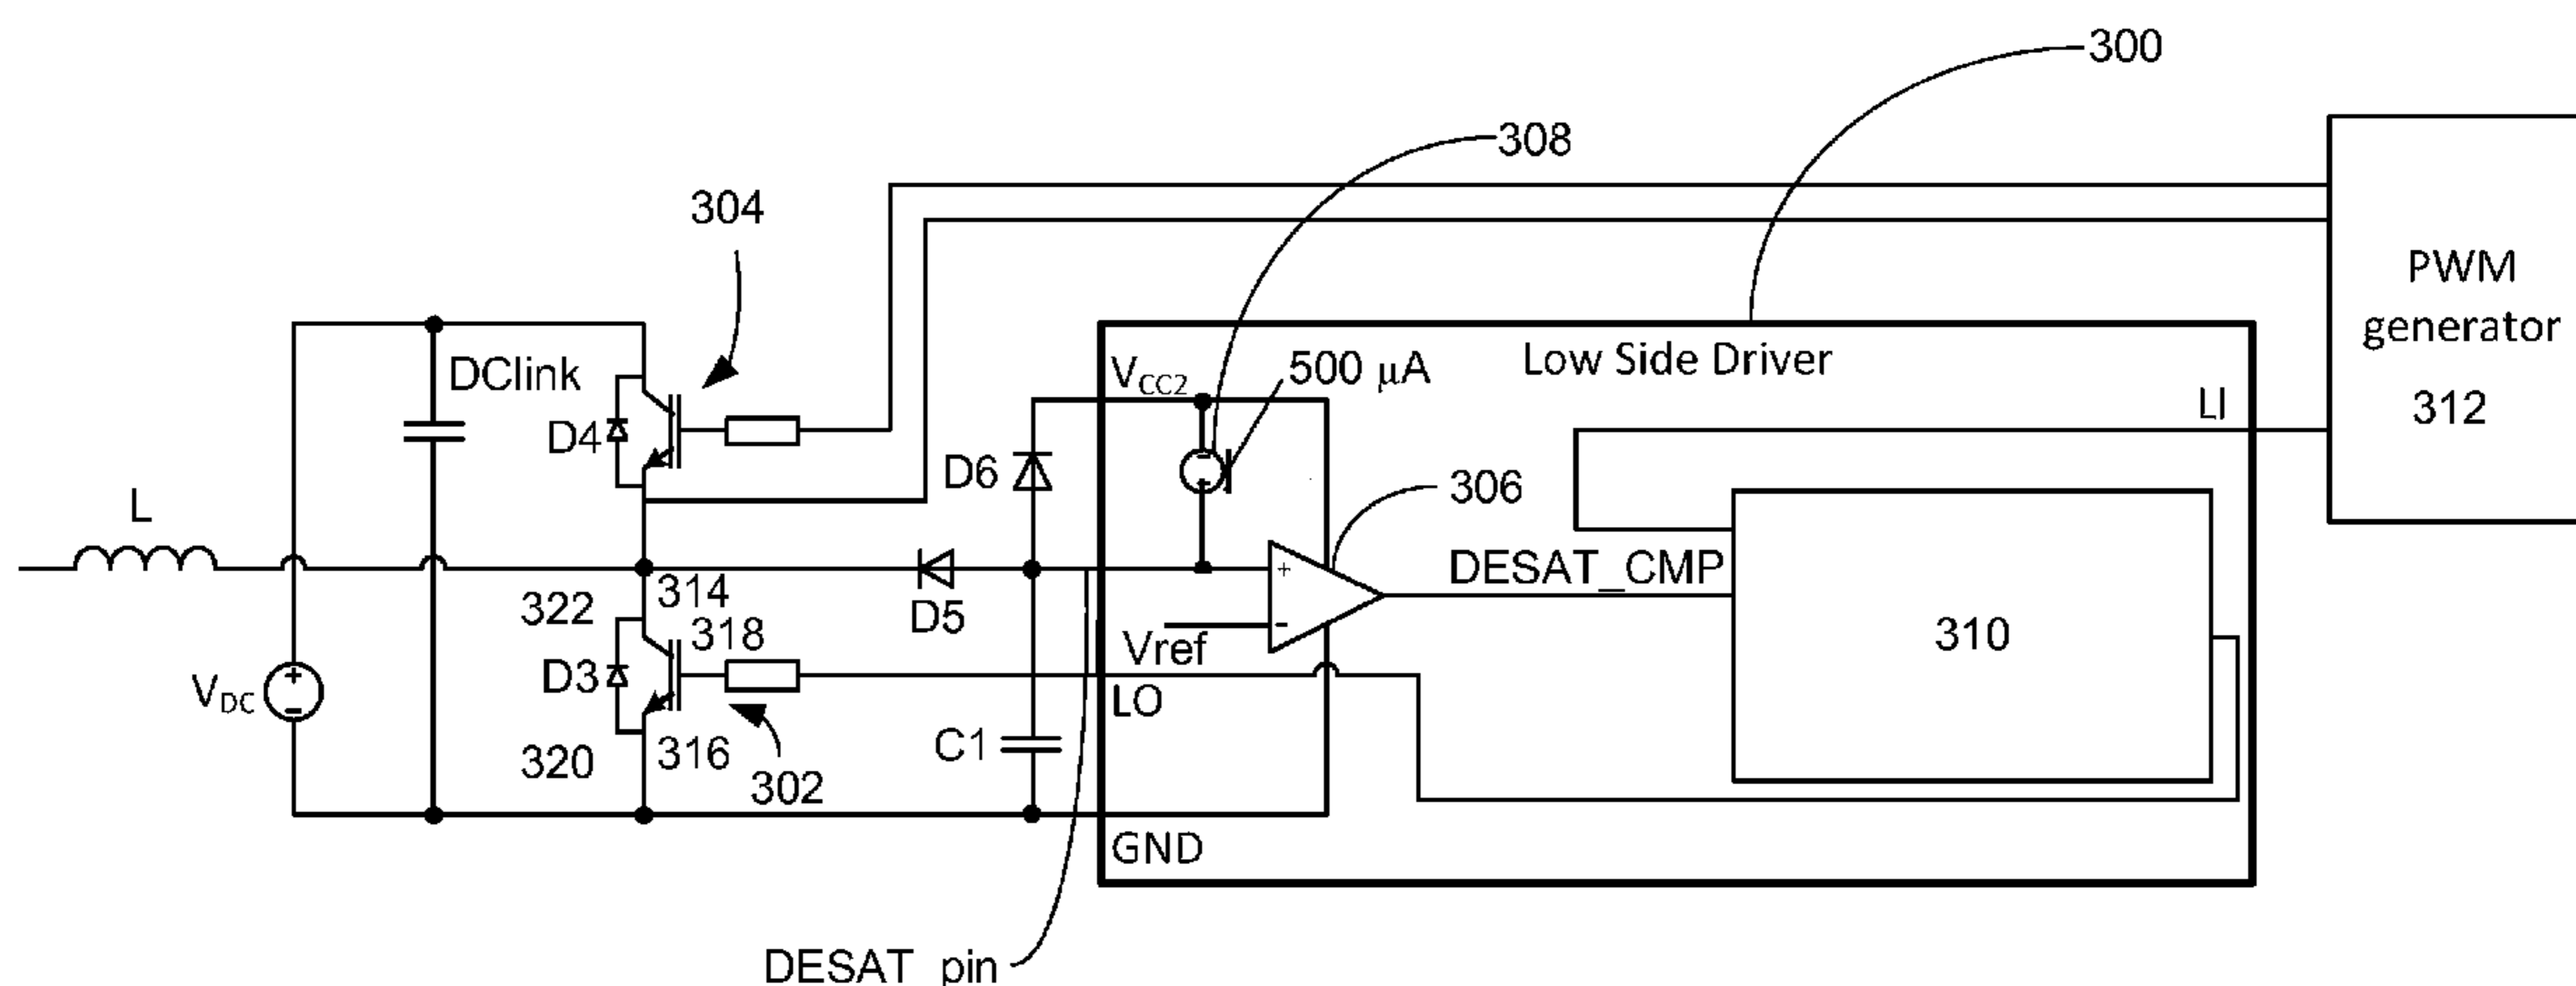 300
308
304
PWM
generator
312
Low Side Driver
VCC2
500 μA
LI
DClink
D4
D6
306
L
DESAT_CMP
314
322
D5
318
Vref
310
D3
VDC
LO
316
C1
320
302
GND
DESAT pin